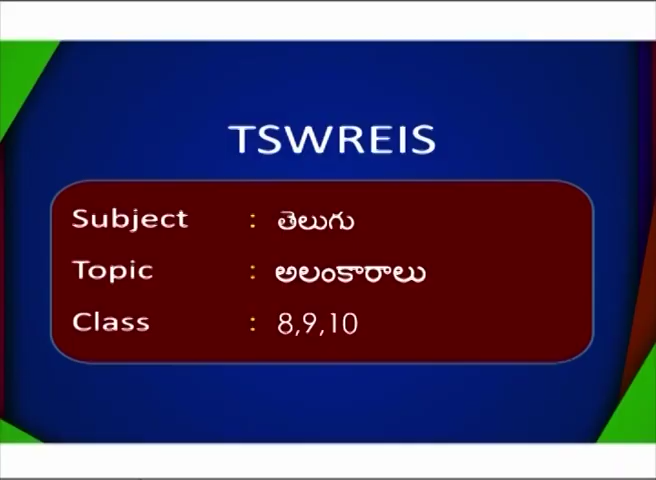 TSWREIS
Subject : తెలుగు
Topic : అలంకారాలు
Class : 8,9,10